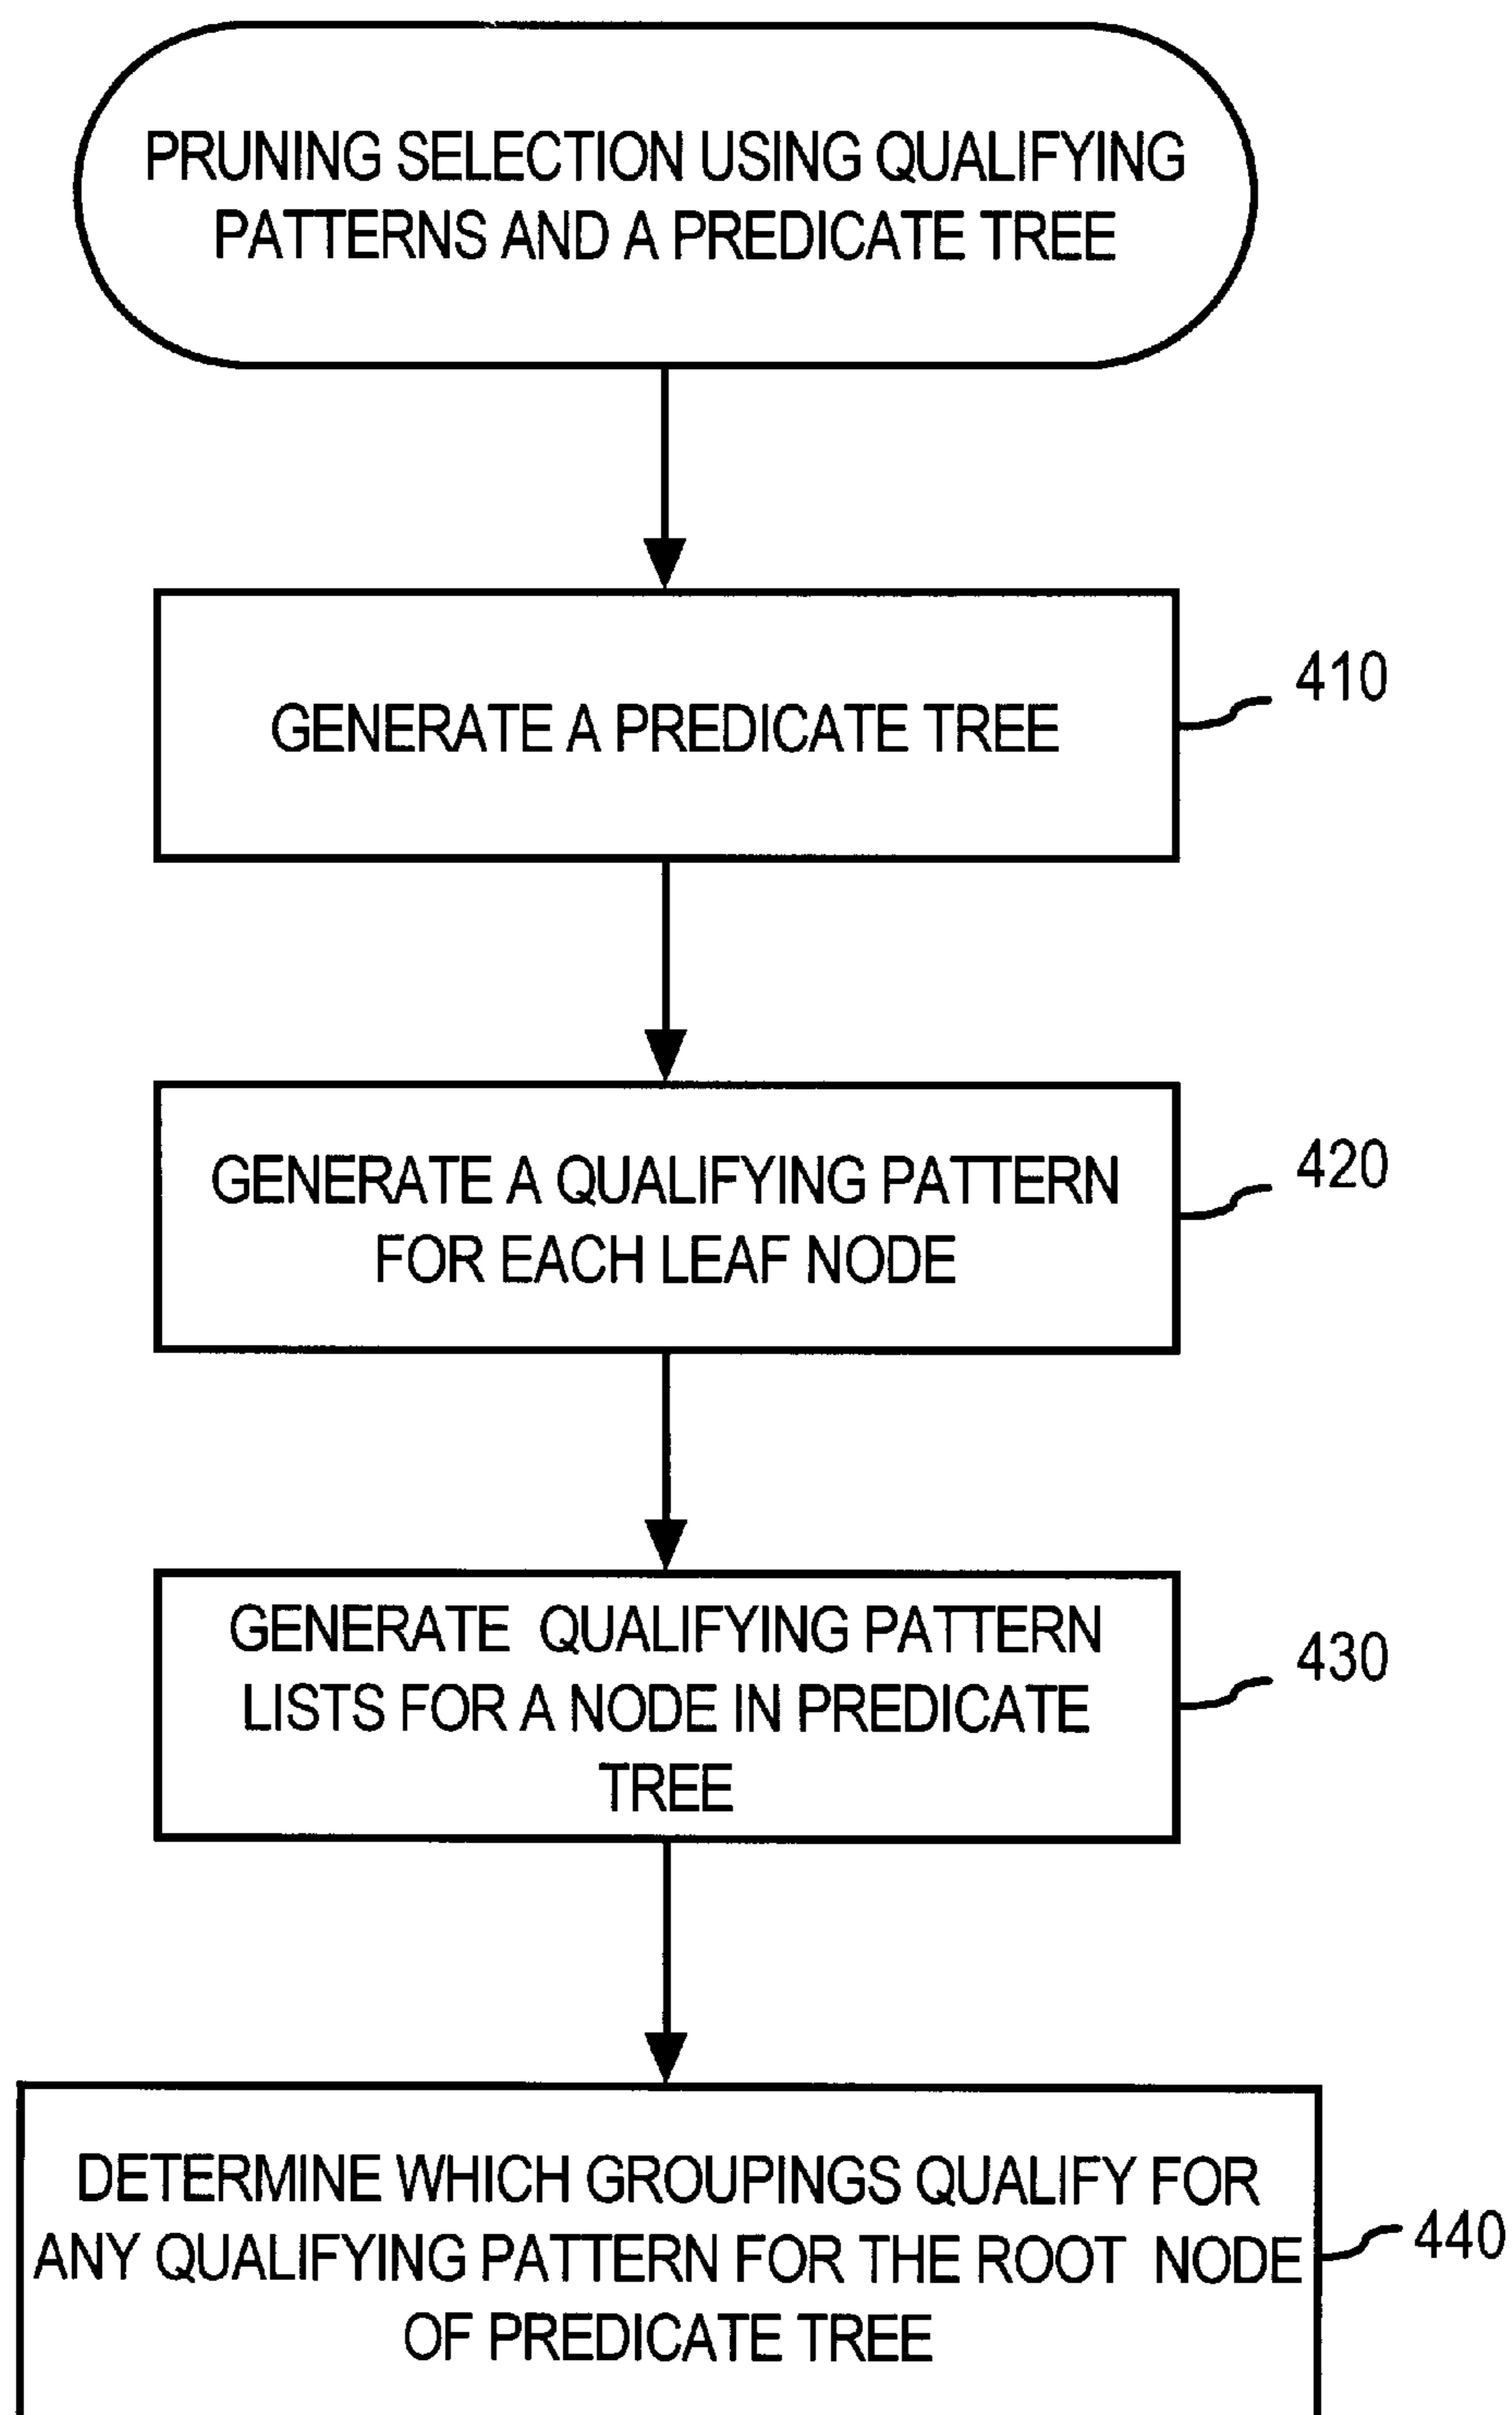 PRUNING SELECTION USING QUALIFYING
PATTERNS AND A PREDICATE TREE
GENERATE A PREDICATE TREE
410
GENERATE A QUALIFYING PATTERN
FOR EACH LEAF NODE
420
GENERATE QUALIFYING PATTERN
LISTS FOR A NODE IN PREDICATE
TREE
430
DETERMINE WHICH GROUPINGS QUALIFY FOR
ANY QUALIFYING PATTERN FOR THE ROOT NODE
OF PREDICATE TREE
440